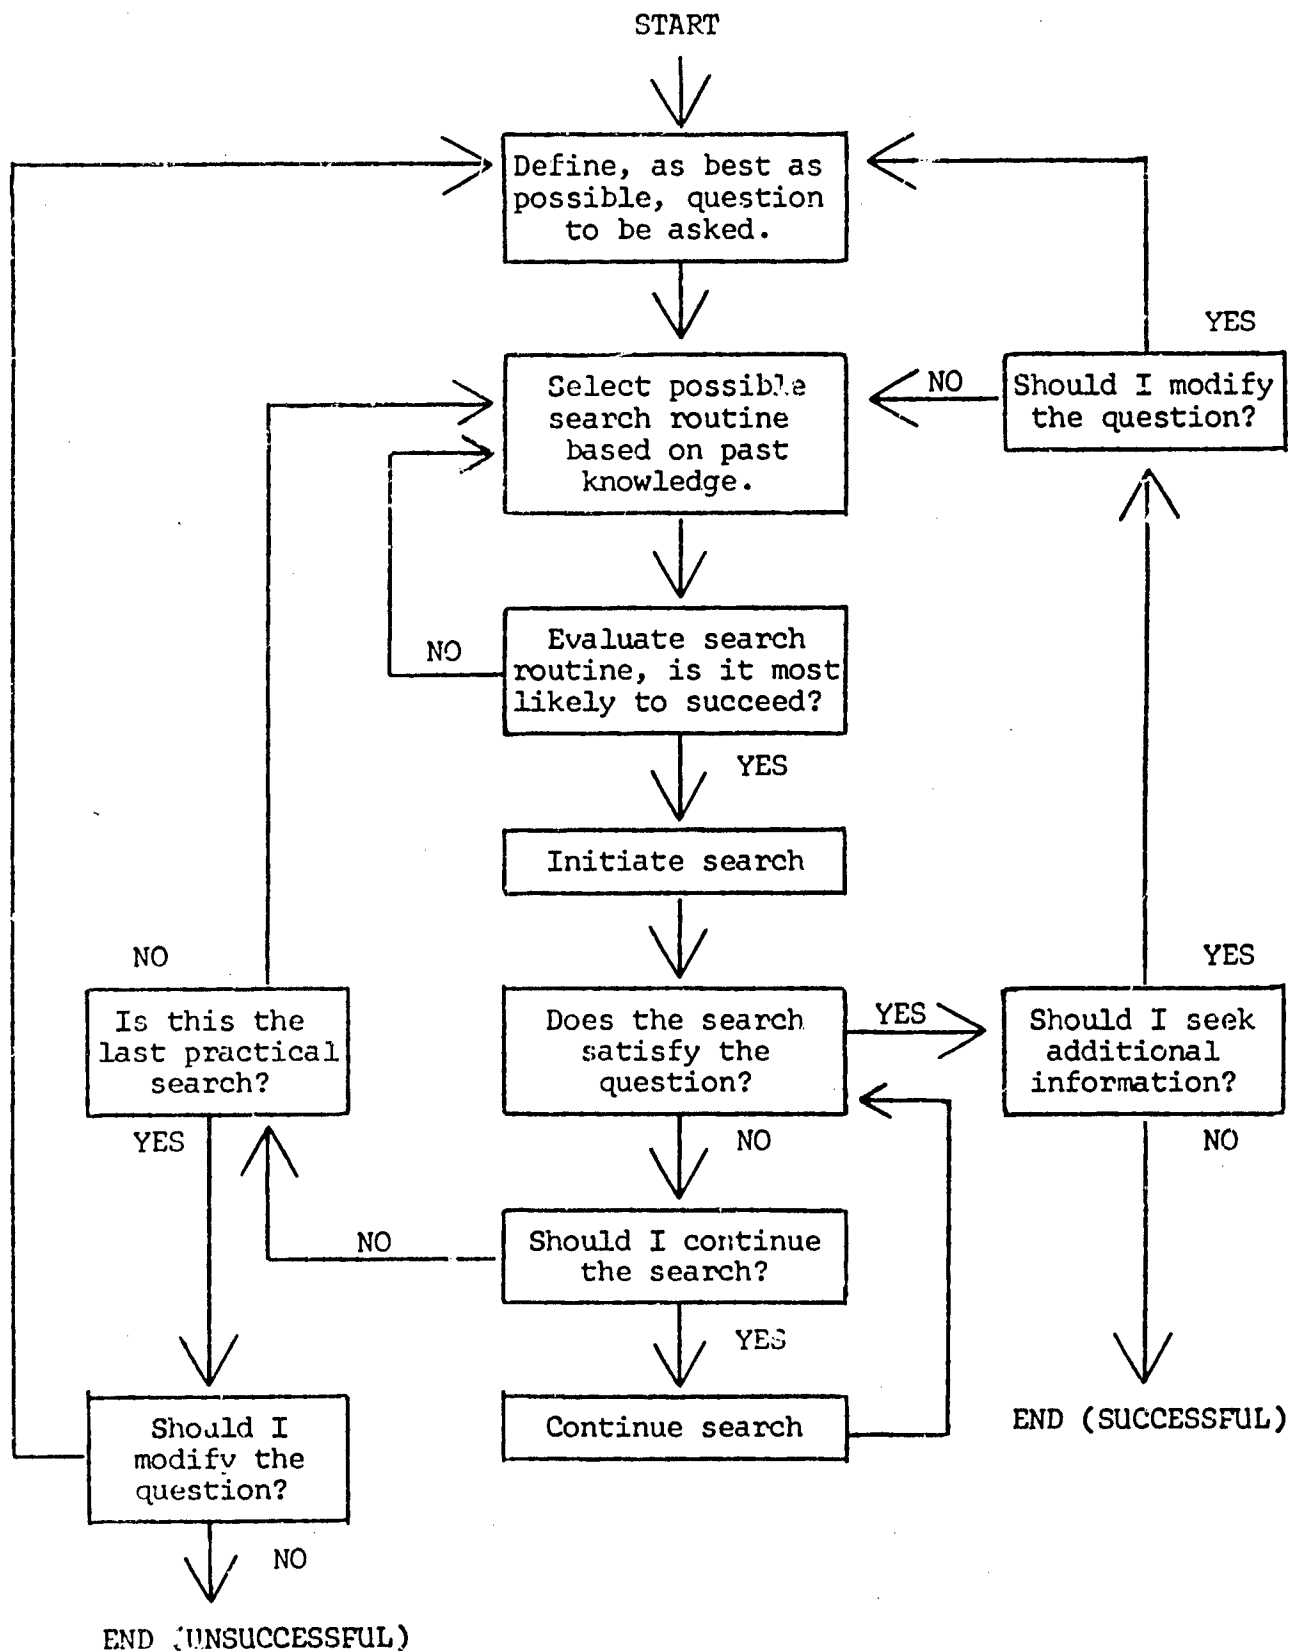 START
Define, as best as
possible, question
to be asked.
YES
Select possible
search routine
based on past
knowledge.
NO
Should I modify
the question?
Evaluate search
routine, is it most
likely to succeed?
NO
YES
Initiate search
NO
Is this the
last practical
search?
YES
Does the search
satisfy the
question?
YES
NO
YES
Should I seek
additional
information?
NO
Should I continue
the search?
NO
YES
Continue search
END (SUCCESSFUL)
Should I
modify the
question?
NO
END (UNSUCCESSFUL)